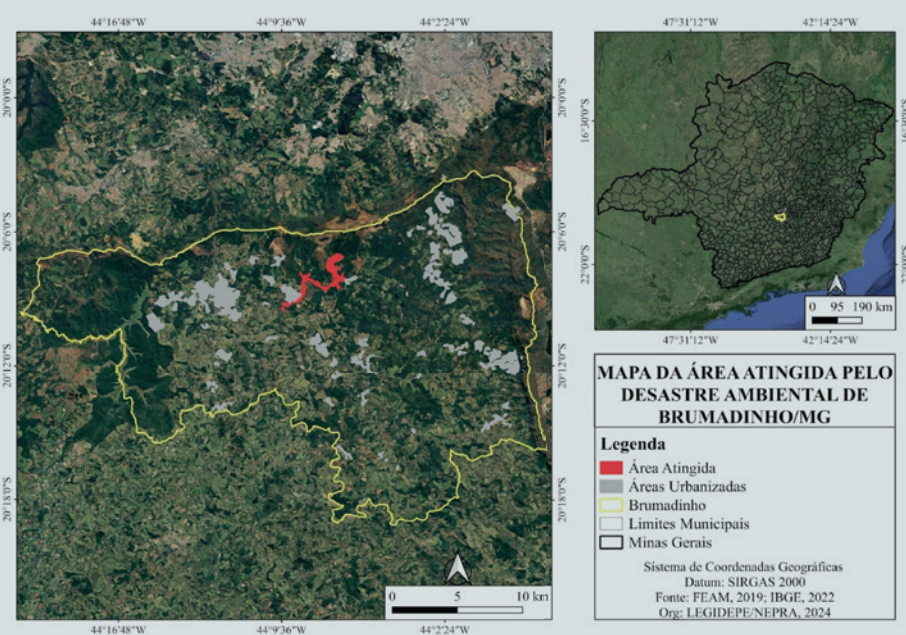 44°16'48"W 44°9'36"W 44°2'24"W
47°31'12"W 42°14'24"W
20°0'0"S
20°0'0"S
16°30'0"S
20°6'0"S
20°6'0"S
22°0'0"S
22°0'0"S
0 95 190 km
47°31'12"W 42°14'24"W
20°12'0"S
20°12'0"S
MAPA DA ÁREA ATINGIDA PELO
DESASTRE AMBIENTAL DE
BRUMADINHO/MG
Legenda
Área Atingida
Áreas Urbanizadas
Brumadinho
Limites Municipais
Minas Gerais
20°18'0"S
20°18'0"S
Sistema de Coordenadas Geográficas
Datum: SIRGAS 2000
Fonte: FEAM, 2019; IBGE, 2022
Org: LEGIDEPE/NEPRA, 2024
0 5 10 km
44°16'48"W 44°9'36"W 44°2'24"W